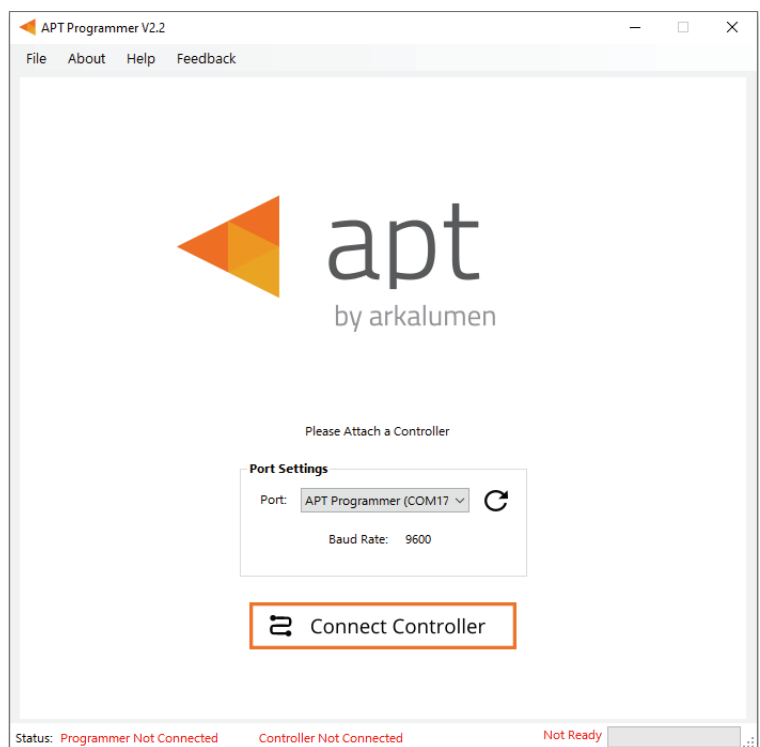 APT Programmer V2.2
File About Help Feedback
apt
by arkalumen
Please Attach a Controller
Port Settings
Port: APT Programmer (COM17
Baud Rate: 9600
Connect Controller
Status: Programmer Not Connected Controller Not Connected Not Ready